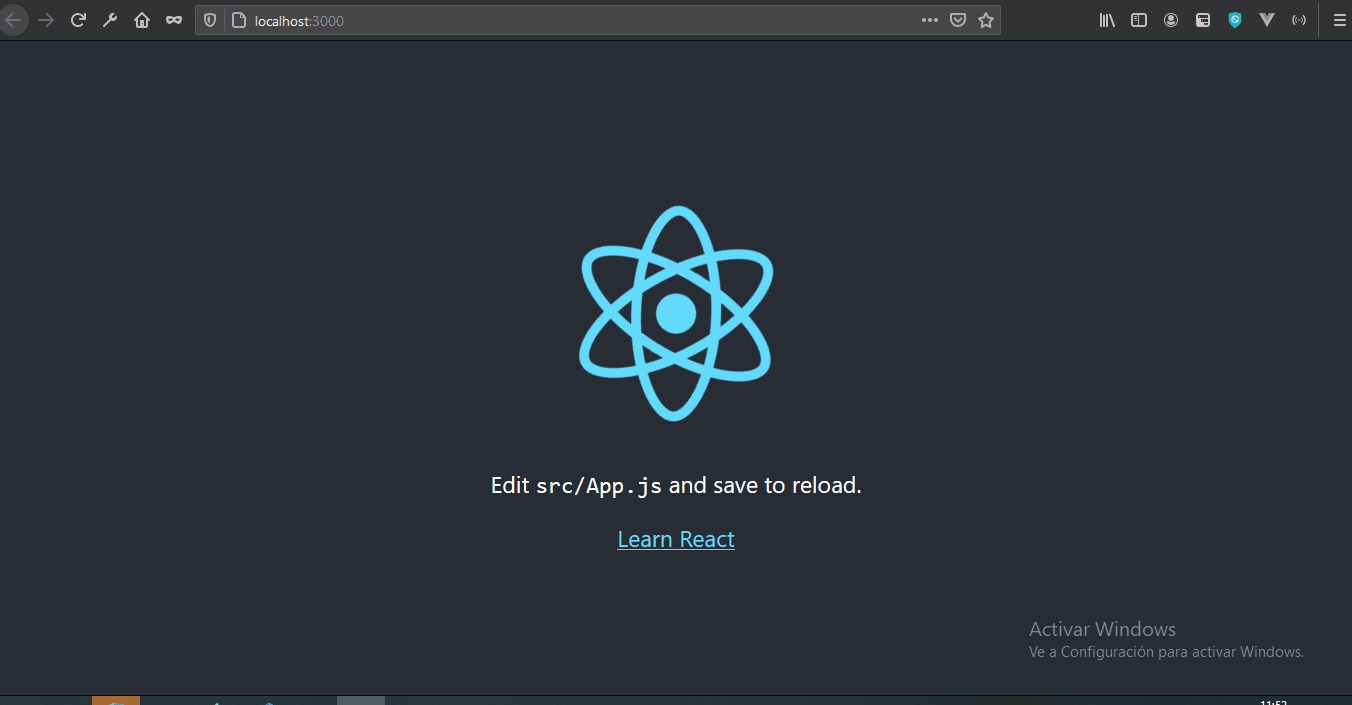 localhost:3000
Edit src/App.js and save to reload.
Learn React
Activar Windows
Ve a Configuración para activar Windows.